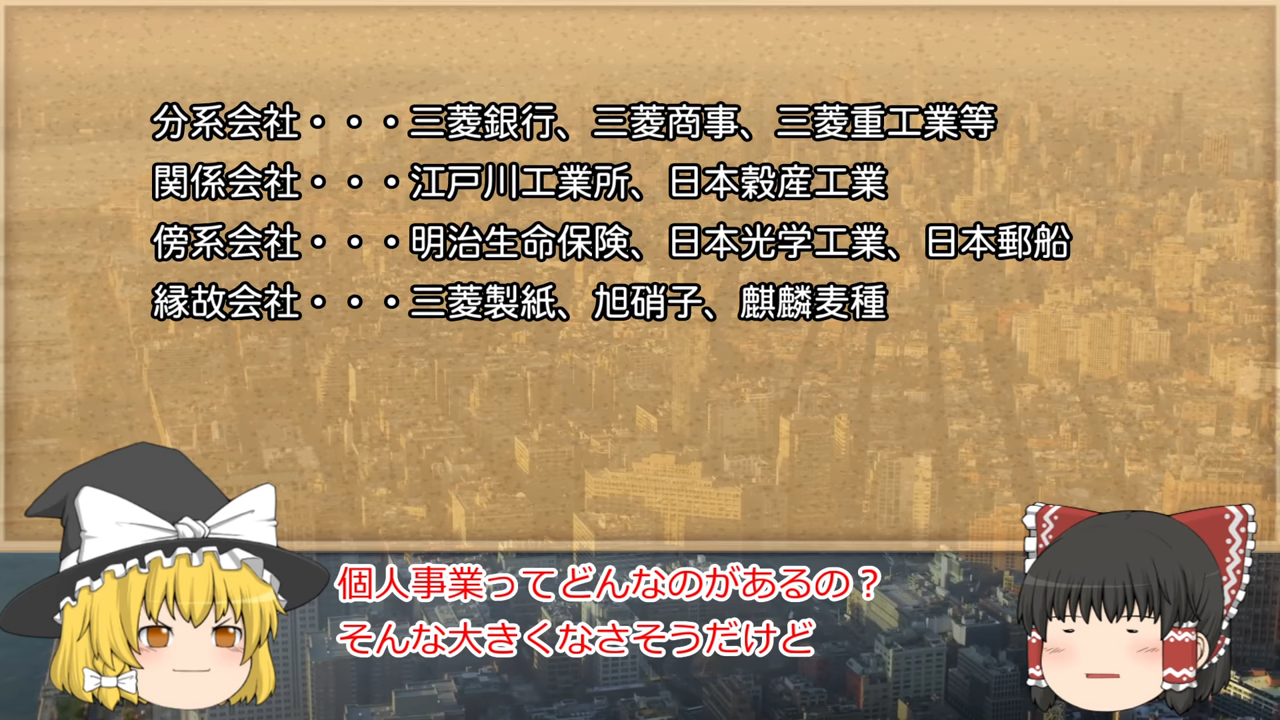 分系会社・・・三菱銀行、三菱商事、三菱重工業等
関係会社・・・江戸川工業所、日本穀産工業
傍系会社・・・明治生命保険、日本光学工業、日本郵船
縁故会社・・・三菱製紙、旭硝子、麒麟麦種
個人事業ってどんなのがあるの？
そんな大きくなさそうだけど